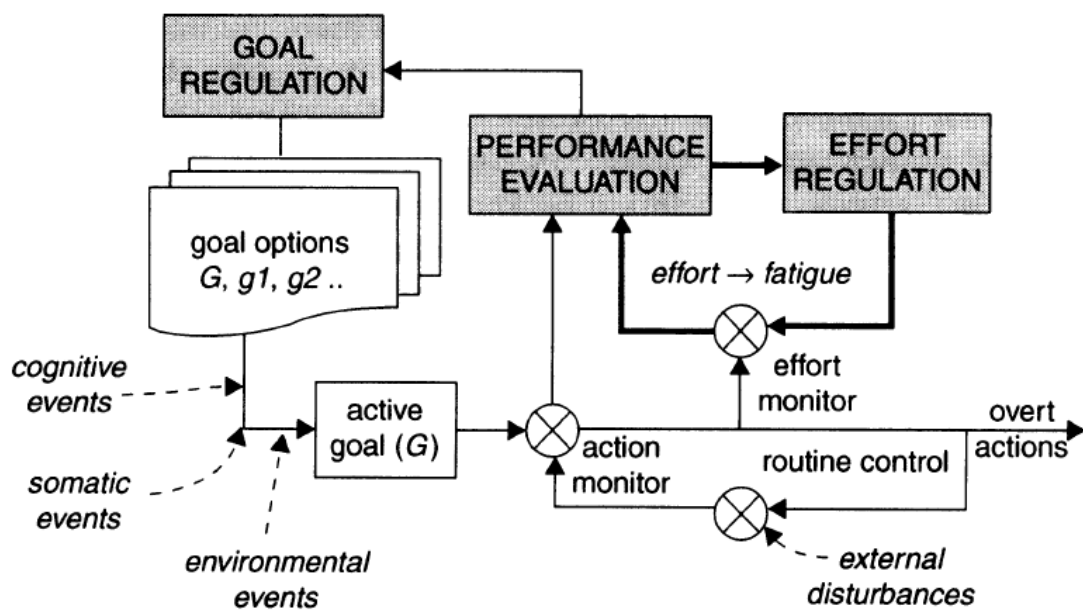 GOAL
REGULATION
PERFORMANCE
EVALUATION
EFFORT
REGULATION
goal options
G, g1, g2 ..
effort → fatigue
cognitive
events
effort
monitor
active
goal (G)
overt
actions
action
monitor
routine control
somatic
events
environmental
events
external
disturbances